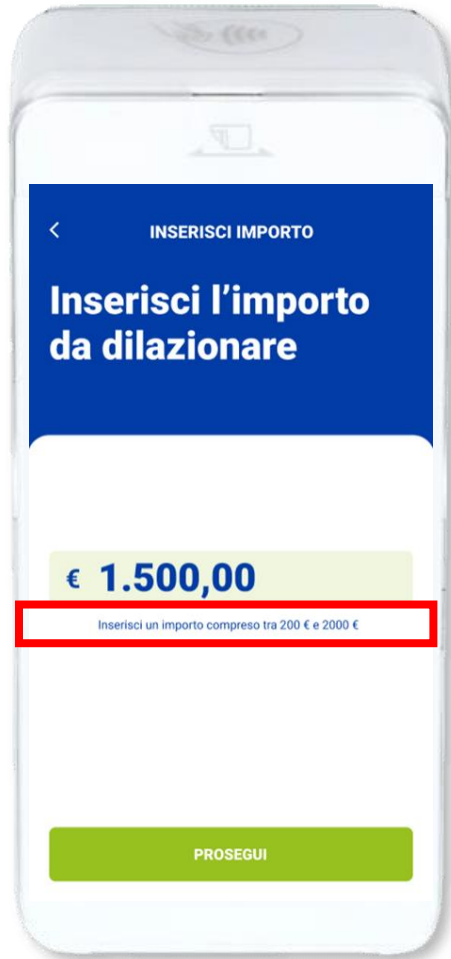 INSERISCI IMPORTO
Inserisci l’importo
da dilazionare
€ 1.500,00
Inserisci un importo compreso tra 200 € e 2000 €
PROSEGUI